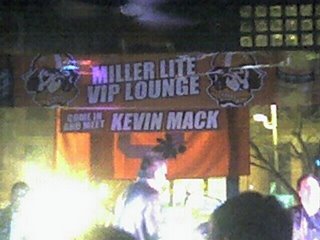 MILLER LITE
VIP LOUNGE
COME IN
AND MEET KEVIN MACK